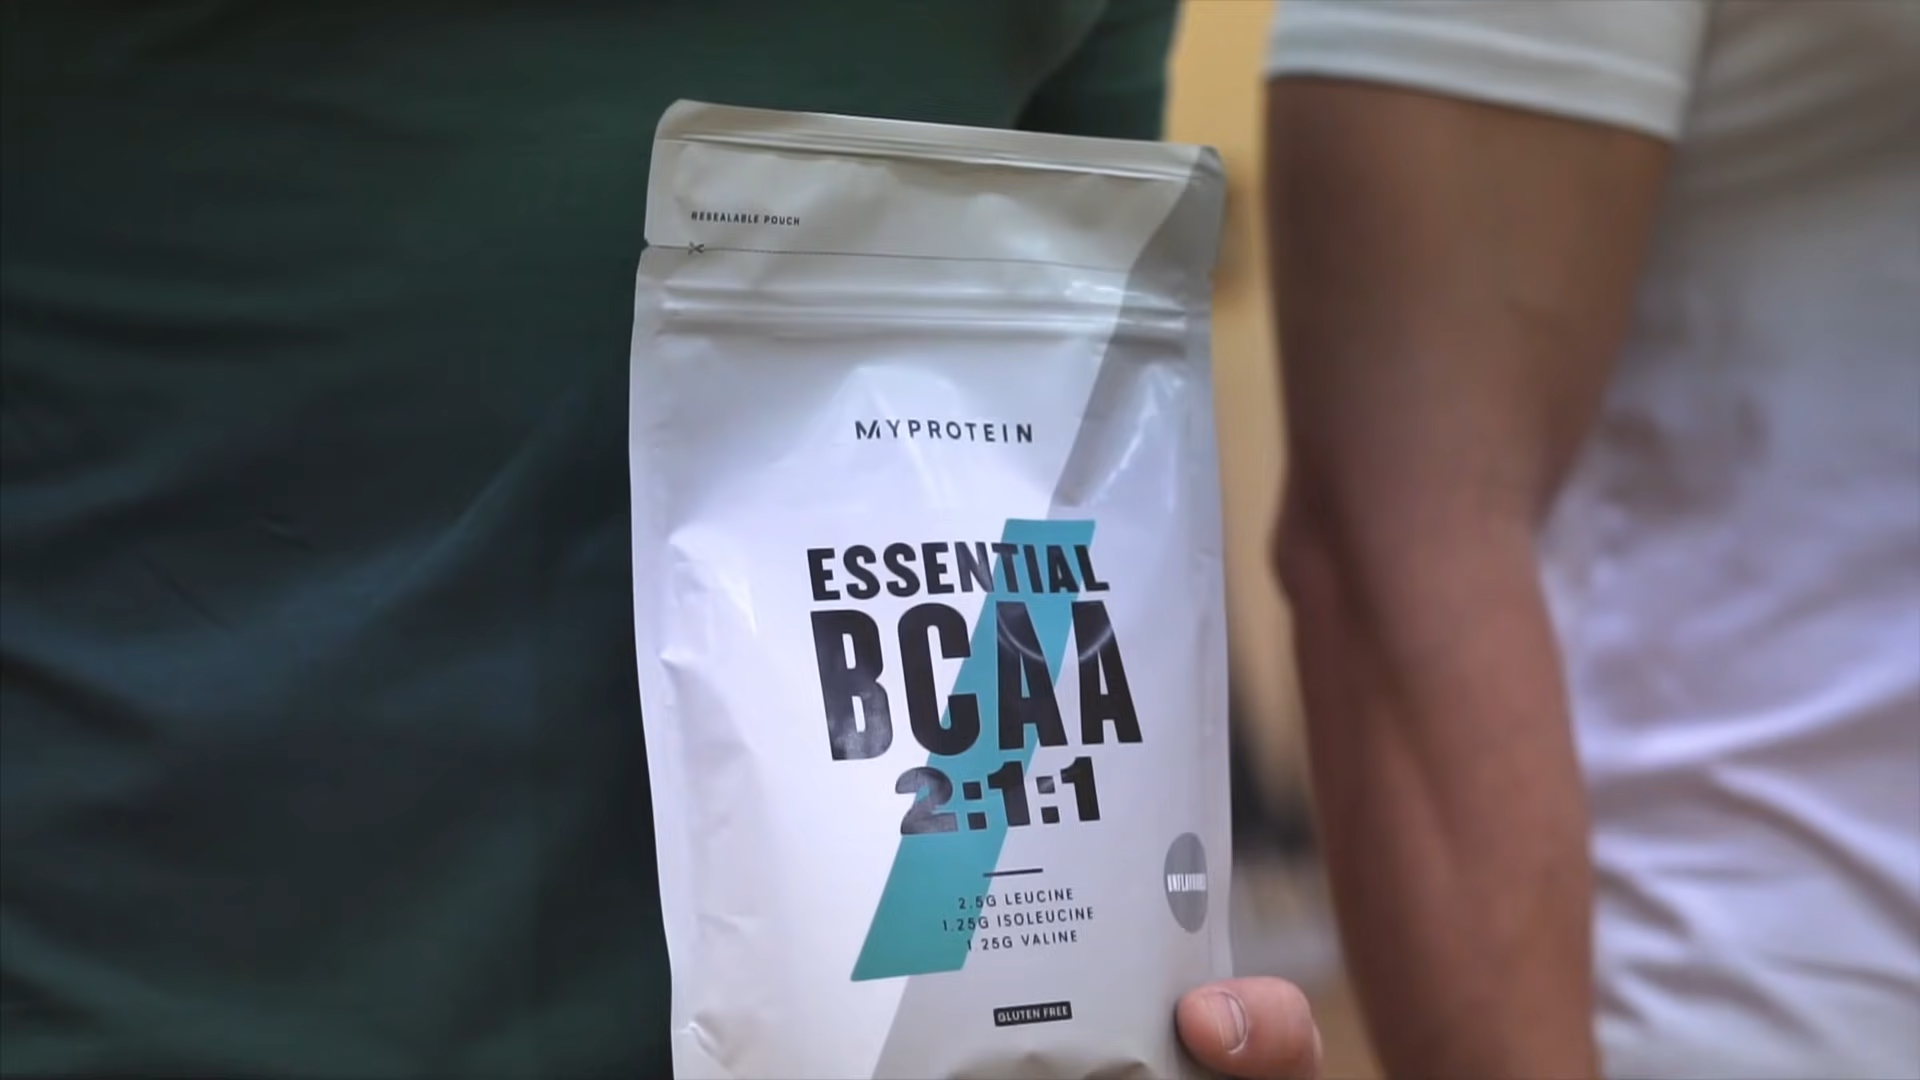 RESEALABLE POUCH
MYPROTEIN
ESSENTIAL
BCAA
2:1:1
2.5G LEUCINE
1.25G ISOLEUCINE
1.25G VALINE
UNFLAVOURED
GLUTEN FREE